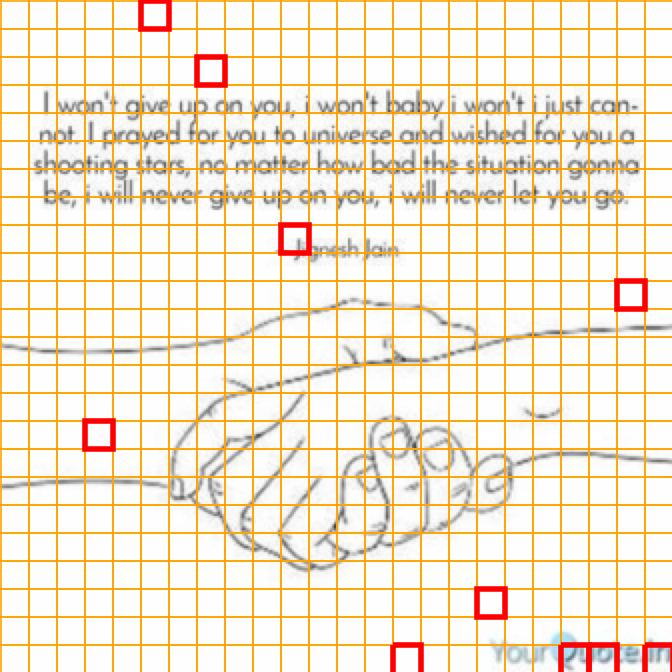 I won't give up on you, i won't baby i won't i just can-
not. I prayed for you to universe and wished for you a
shooting stars, no matter how bad the situation gonna
be, i will never give up on you, i will never let you go.
Jignesh Jain
YourQuote.in